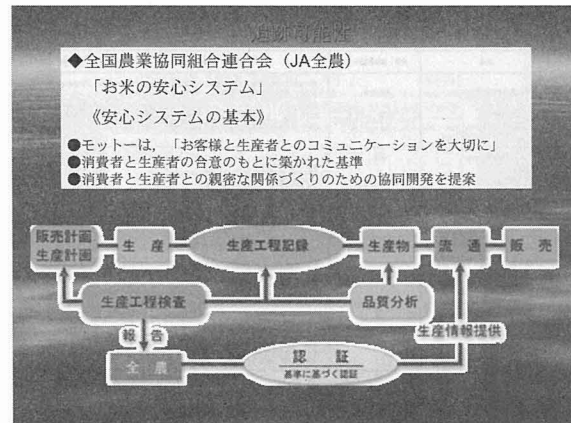 追跡可能性
◆全国農業協同組合連合会（JA全農）
「お米の安心システム」
《安心システムの基本》
●モットーは，「お客様と生産者とのコミュニケーションを大切に」
●消費者と生産者の合意のもとに築かれた基準
●消費者と生産者との親密な関係づくりのための協同開発を提案
販売計画
生産計画
生 産
生産工程記録
生産物
流 通
販 売
生産工程検査
品質分析
報 告
生産情報提供
全 農
認 証
基準に基づく認証